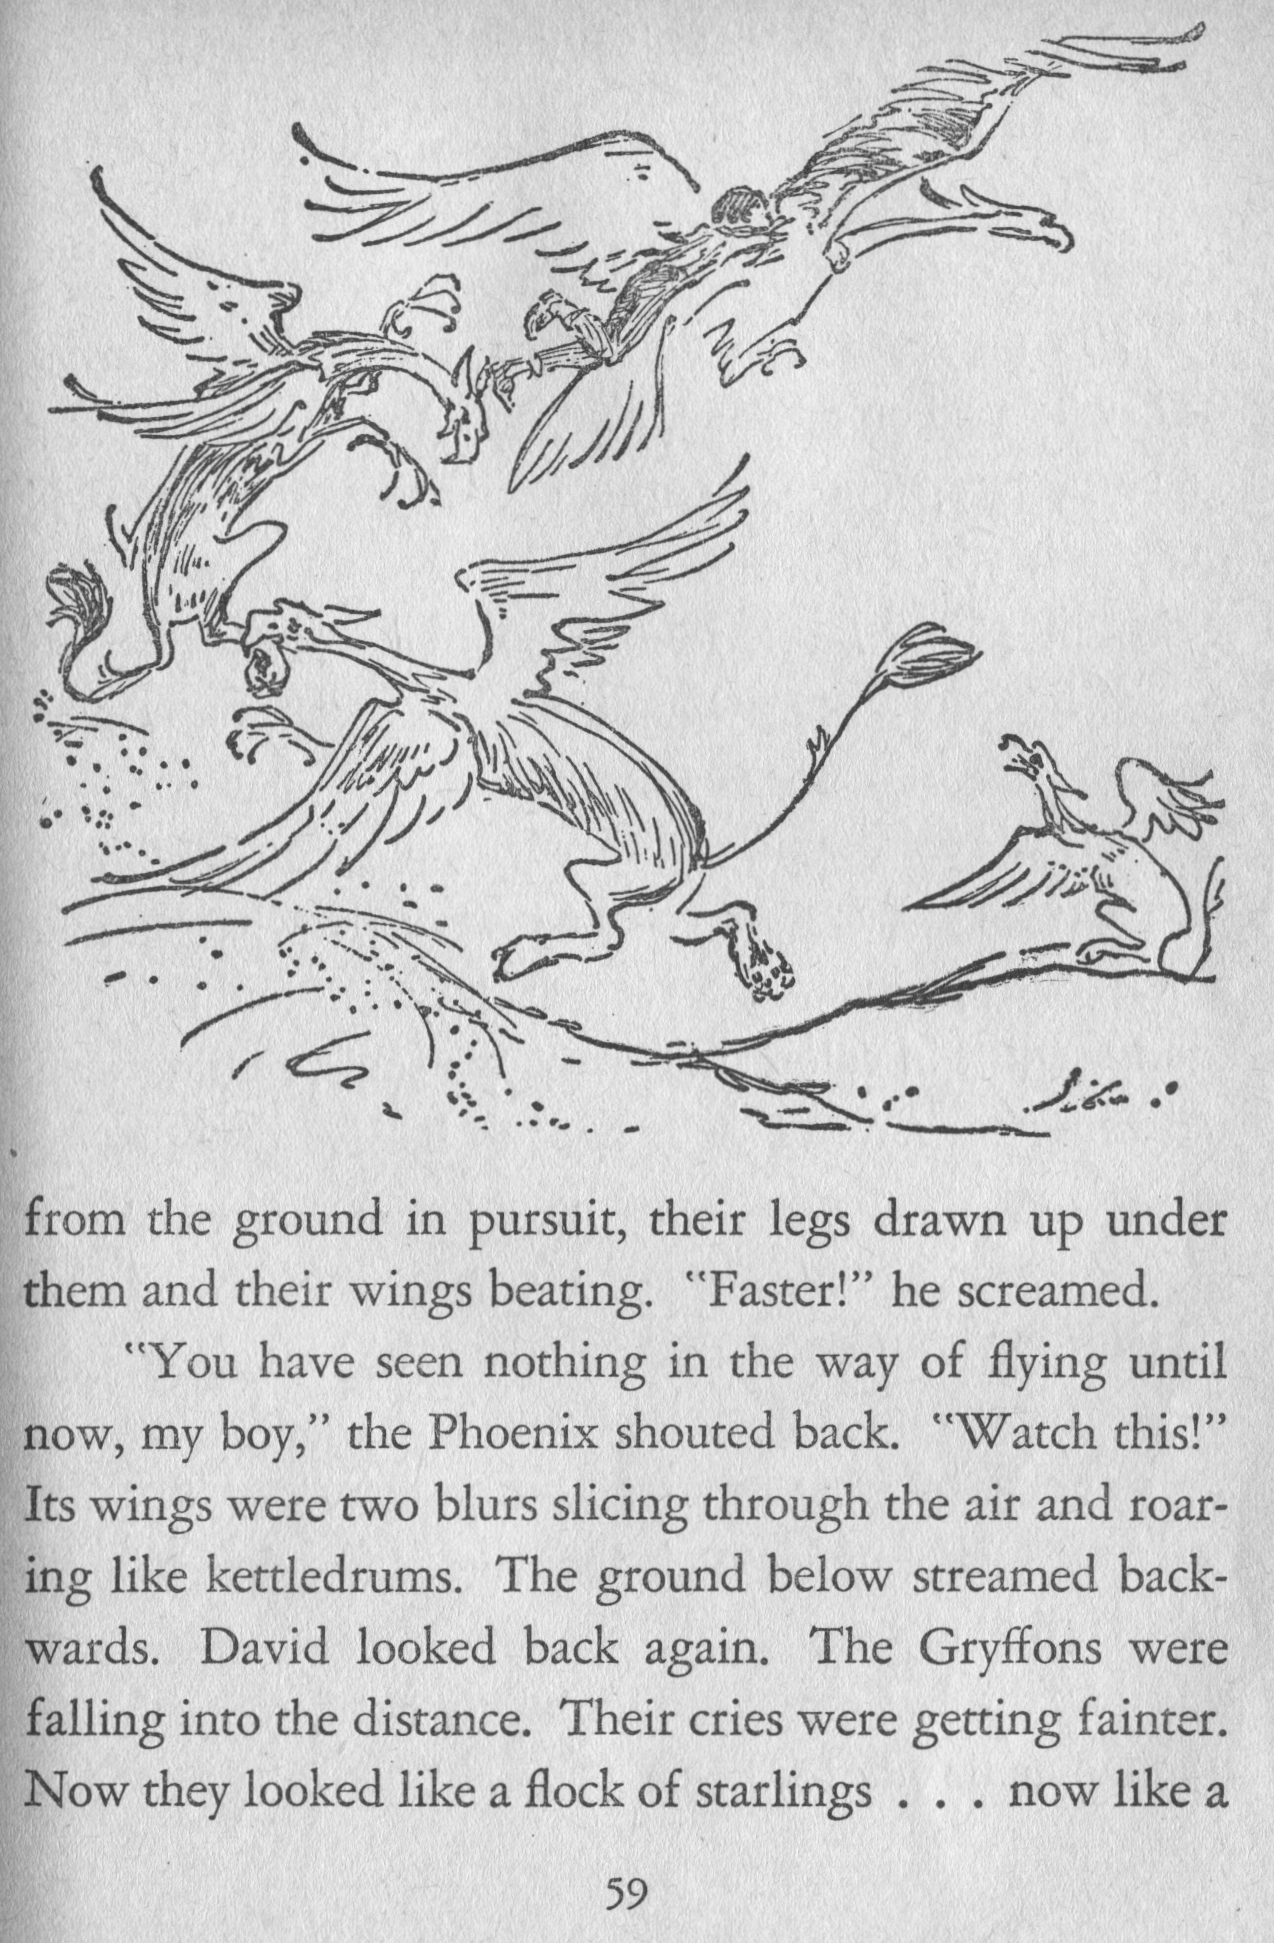 from the ground in pursuit, their legs drawn up under
them and their wings beating. "Faster!" he screamed.
"You have seen nothing in the way of flying until
now, my boy," the Phoenix shouted back. "Watch this!"
Its wings were two blurs slicing through the air and roar-
ing like kettledrums. The ground below streamed back-
wards. David looked back again. The Gryffons were
falling into the distance. Their cries were getting fainter.
Now they looked like a flock of starlings . . . now like a
59